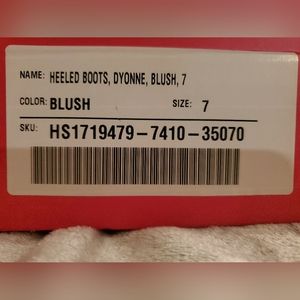 NAME: HEELED BOOTS, DYONNE, BLUSH, 7
COLOR: BLUSH SIZE: 7
SKU: HS1719479-7410-35070